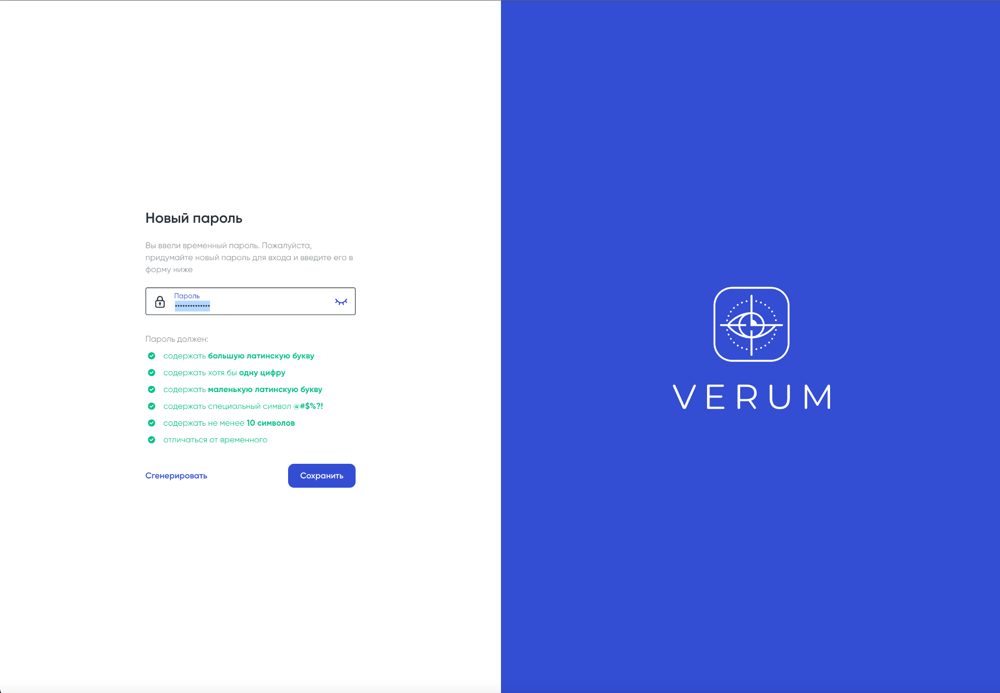 Новый пароль
Вы ввели временный пароль. Пожалуйста,
придумайте новый пароль для входа и введите его в
форму ниже
Пароль
••••••••••••••
Пароль должен:
содержать большую латинскую букву
содержать хотя бы одну цифру
содержать маленькую латинскую букву
содержать специальный символ @#$%?!
содержать не менее 10 символов
отличаться от временного
Сгенерировать
Сохранить
VERUM